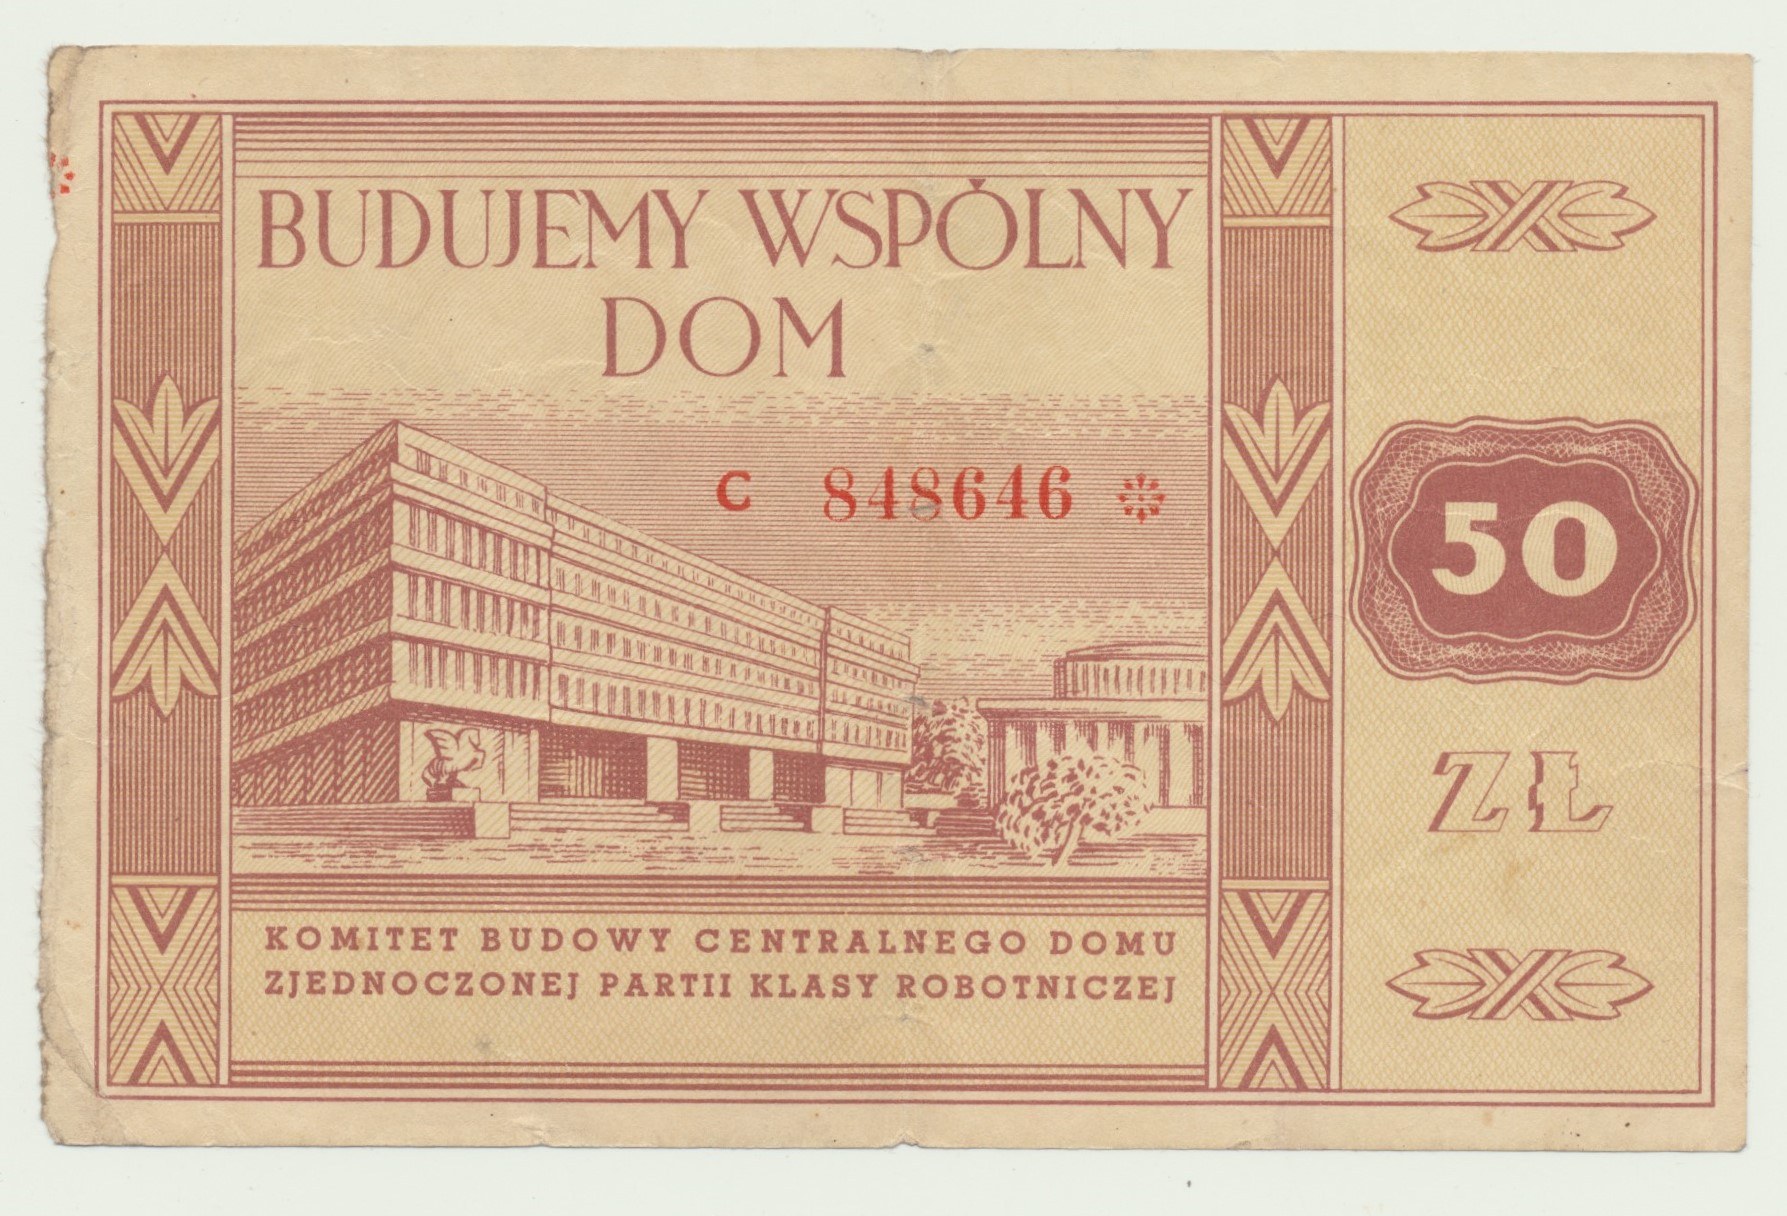 BUDUJEMY WSPÓLNY
DOM
C 848646 *
50
ZŁ
KOMITET BUDOWY CENTRALNEGO DOMU
ZJEDNOCZONEJ PARTII KLASY ROBOTNICZEJ